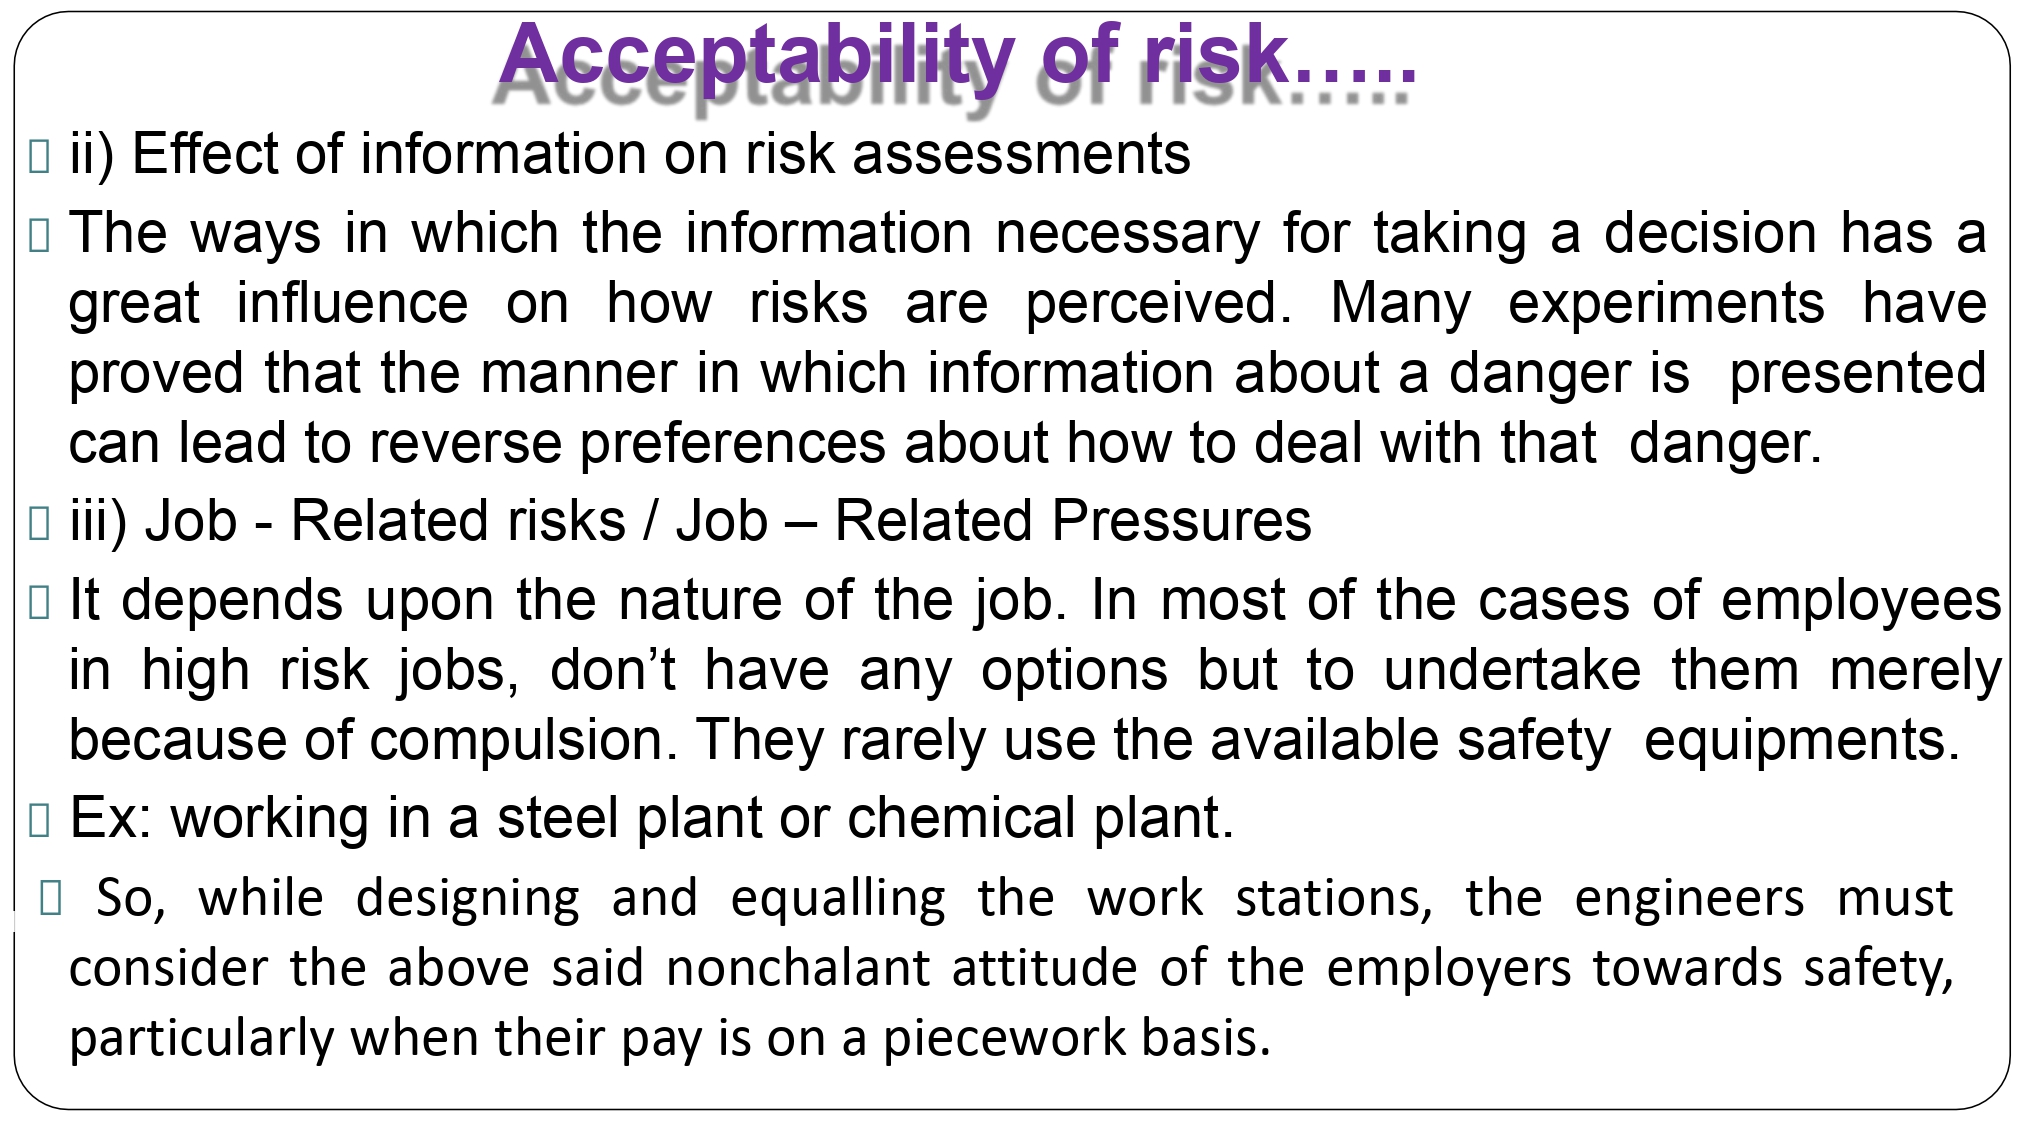 Acceptability of risk…..
ii) Effect of information on risk assessments
The ways in which the information necessary for taking a decision has a
great influence on how risks are perceived. Many experiments have
proved that the manner in which information about a danger is presented
can lead to reverse preferences about how to deal with that danger.
iii) Job - Related risks / Job – Related Pressures
It depends upon the nature of the job. In most of the cases of employees
in high risk jobs, don’t have any options but to undertake them merely
because of compulsion. They rarely use the available safety equipments.
Ex: working in a steel plant or chemical plant.
So, while designing and equalling the work stations, the engineers must
consider the above said nonchalant attitude of the employers towards safety,
particularly when their pay is on a piecework basis.